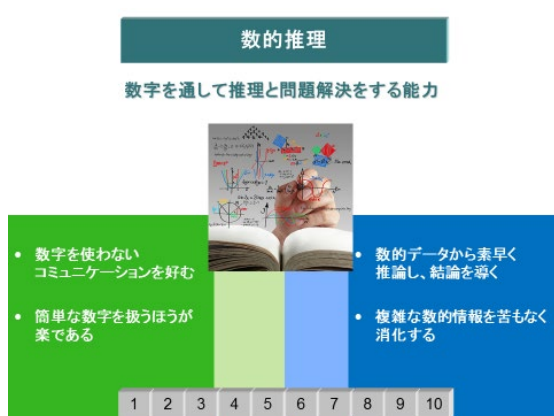 数的推理
数字を通して推理と問題解決をする能力
• 数字を使わない
コミュニケーションを好む
• 簡単な数字を扱うほうが
楽である
• 数的データから素早く
推論し、結論を導く
• 複雑な数的情報を苦もなく
消化する
1 2 3 4 5 6 7 8 9 10